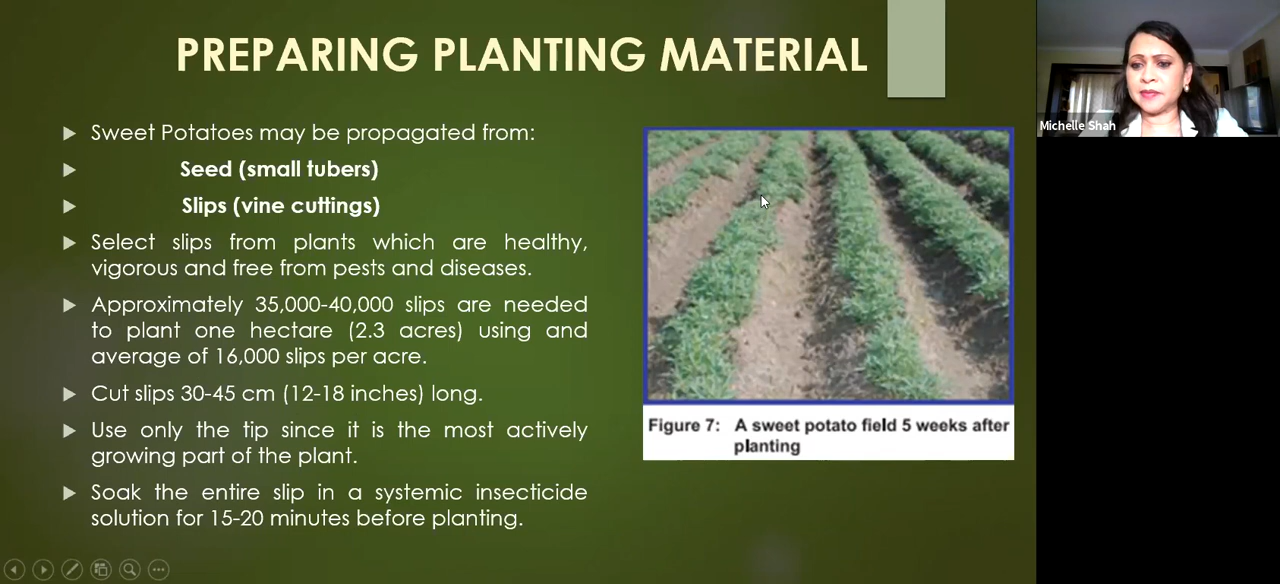 PREPARING PLANTING MATERIAL
Sweet Potatoes may be propagated from:
Seed (small tubers)
Slips (vine cuttings)
Select slips from plants which are healthy,
vigorous and free from pests and diseases.
Approximately 35,000-40,000 slips are needed
to plant one hectare (2.3 acres) using and
average of 16,000 slips per acre.
Cut slips 30-45 cm (12-18 inches) long.
Use only the tip since it is the most actively
growing part of the plant.
Soak the entire slip in a systemic insecticide
solution for 15-20 minutes before planting.
Figure 7: A sweet potato field 5 weeks after
planting
Michelle Shah